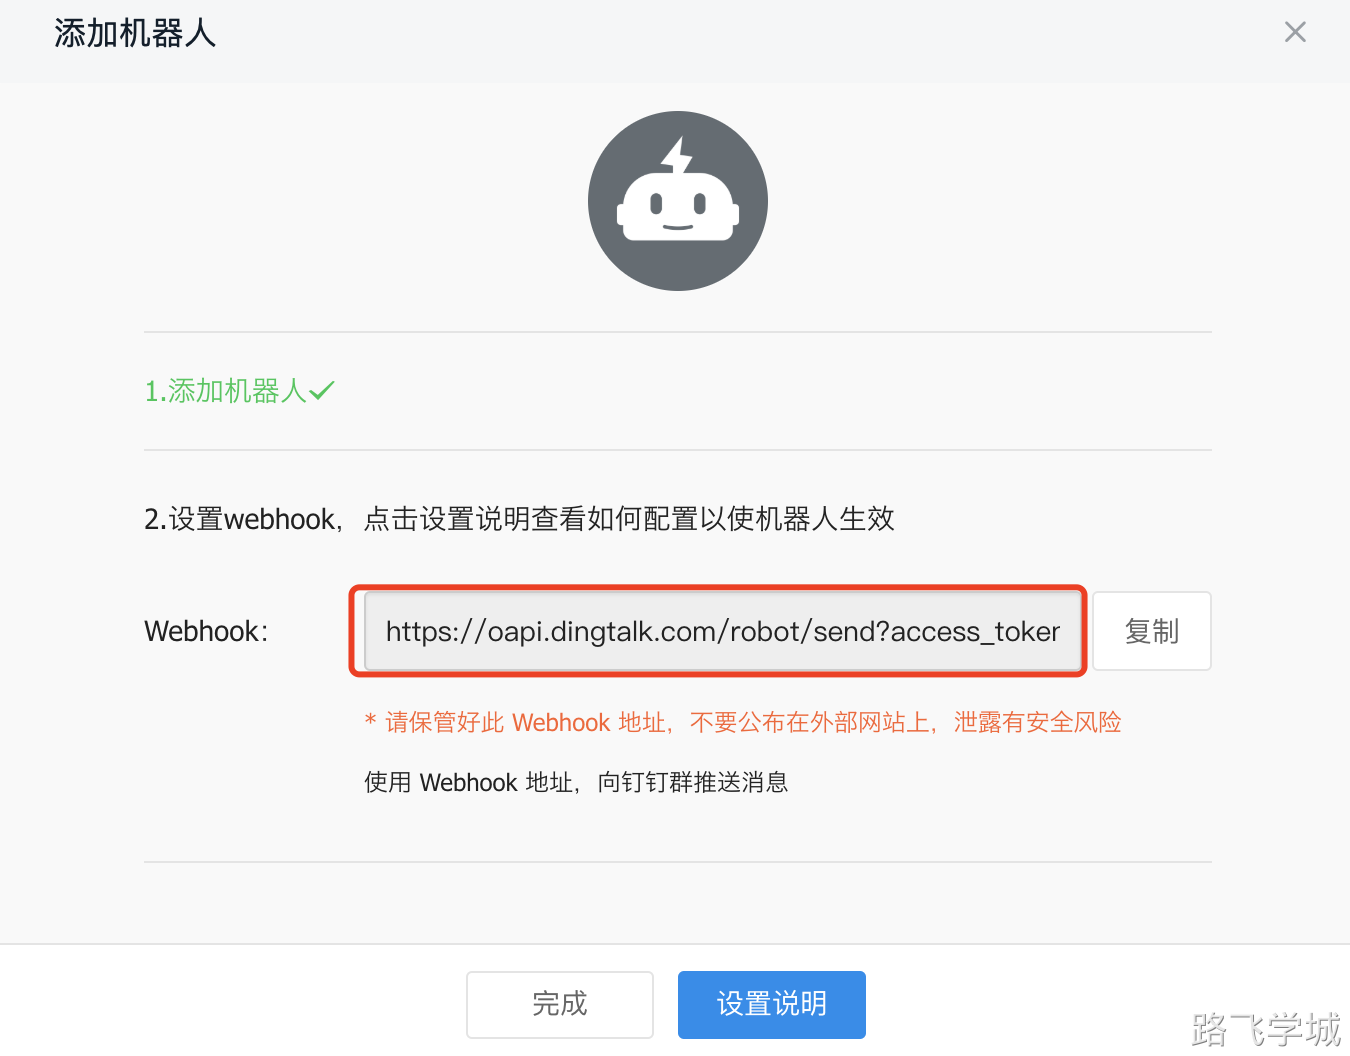 添加机器人
1.添加机器人✓
2.设置webhook，点击设置说明查看如何配置以使机器人生效
Webhook: https://oapi.dingtalk.com/robot/send?access_toker 复制
* 请保管好此 Webhook 地址，不要公布在外部网站上，泄露有安全风险
使用 Webhook 地址，向钉钉群推送消息
完成 设置说明
路飞学城